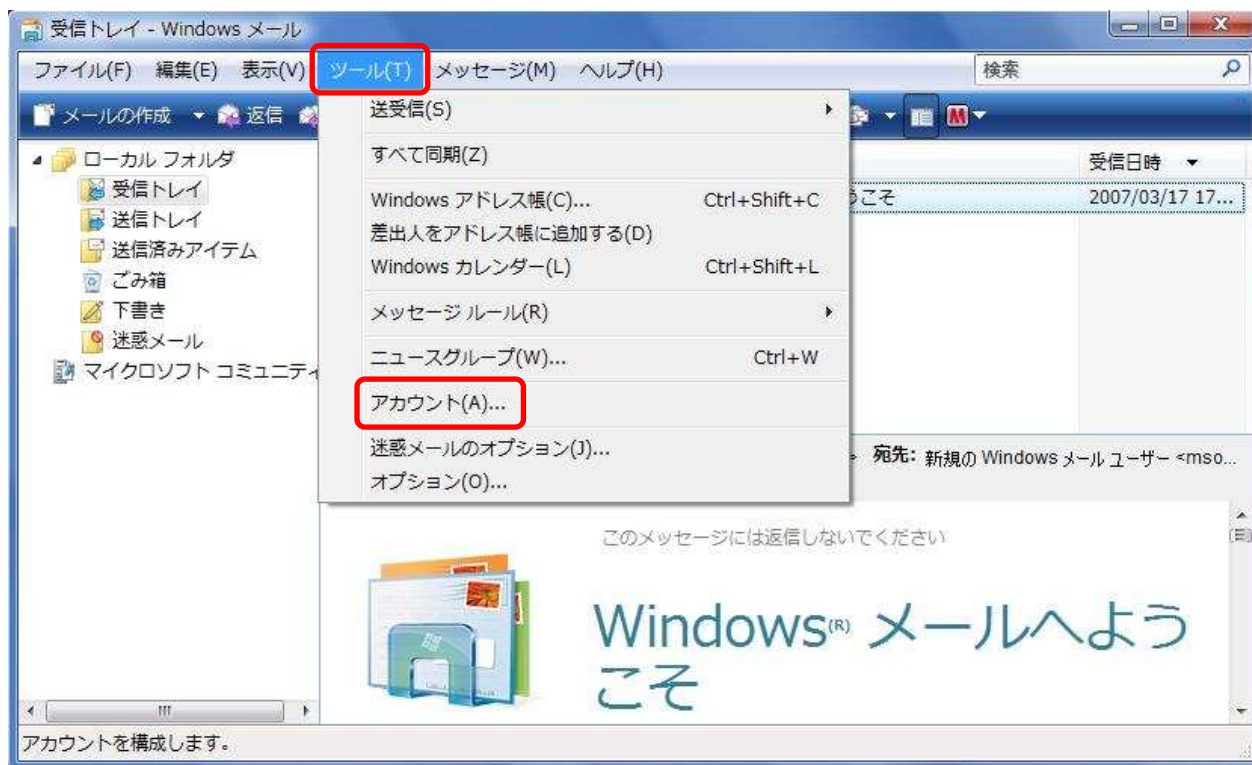 受信トレイ - Windows メール
ファイル(F) 編集(E) 表示(V) ツール(T) メッセージ(M) ヘルプ(H) 検索
メールの作成 返信
送受信(S)
すべて同期(Z)
Windows アドレス帳(C)... Ctrl+Shift+C
差出人をアドレス帳に追加する(D)
Windows カレンダー(L) Ctrl+Shift+L
メッセージ ルール(R)
ニュースグループ(W)... Ctrl+W
アカウント(A)...
迷惑メールのオプション(J)...
オプション(O)...
ローカル フォルダ
受信トレイ
送信トレイ
送信済みアイテム
ごみ箱
下書き
迷惑メール
マイクロソフト コミュニティ
受信日時
うこそ 2007/03/17 17...
宛先: 新規の Windows メール ユーザー <mso...
このメッセージには返信しないでください
Windows(R) メールへよう
こそ
アカウントを構成します。